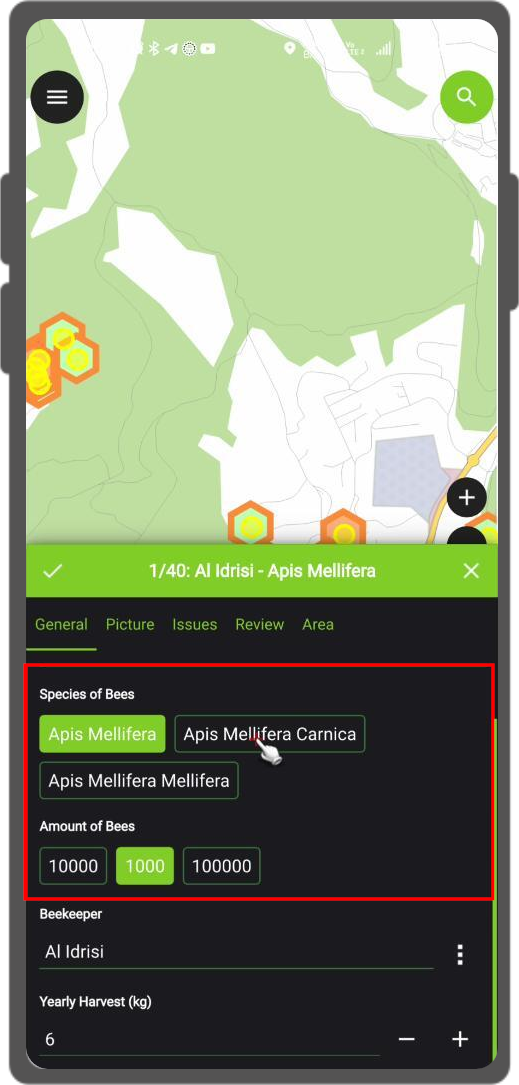 1/40: Al Idrisi - Apis Mellifera
General Picture Issues Review Area
Species of Bees
Apis Mellifera Apis Mellifera Carnica
Apis Mellifera Mellifera
Amount of Bees
10000 1000 100000
Beekeeper
Al Idrisi
Yearly Harvest (kg)
6